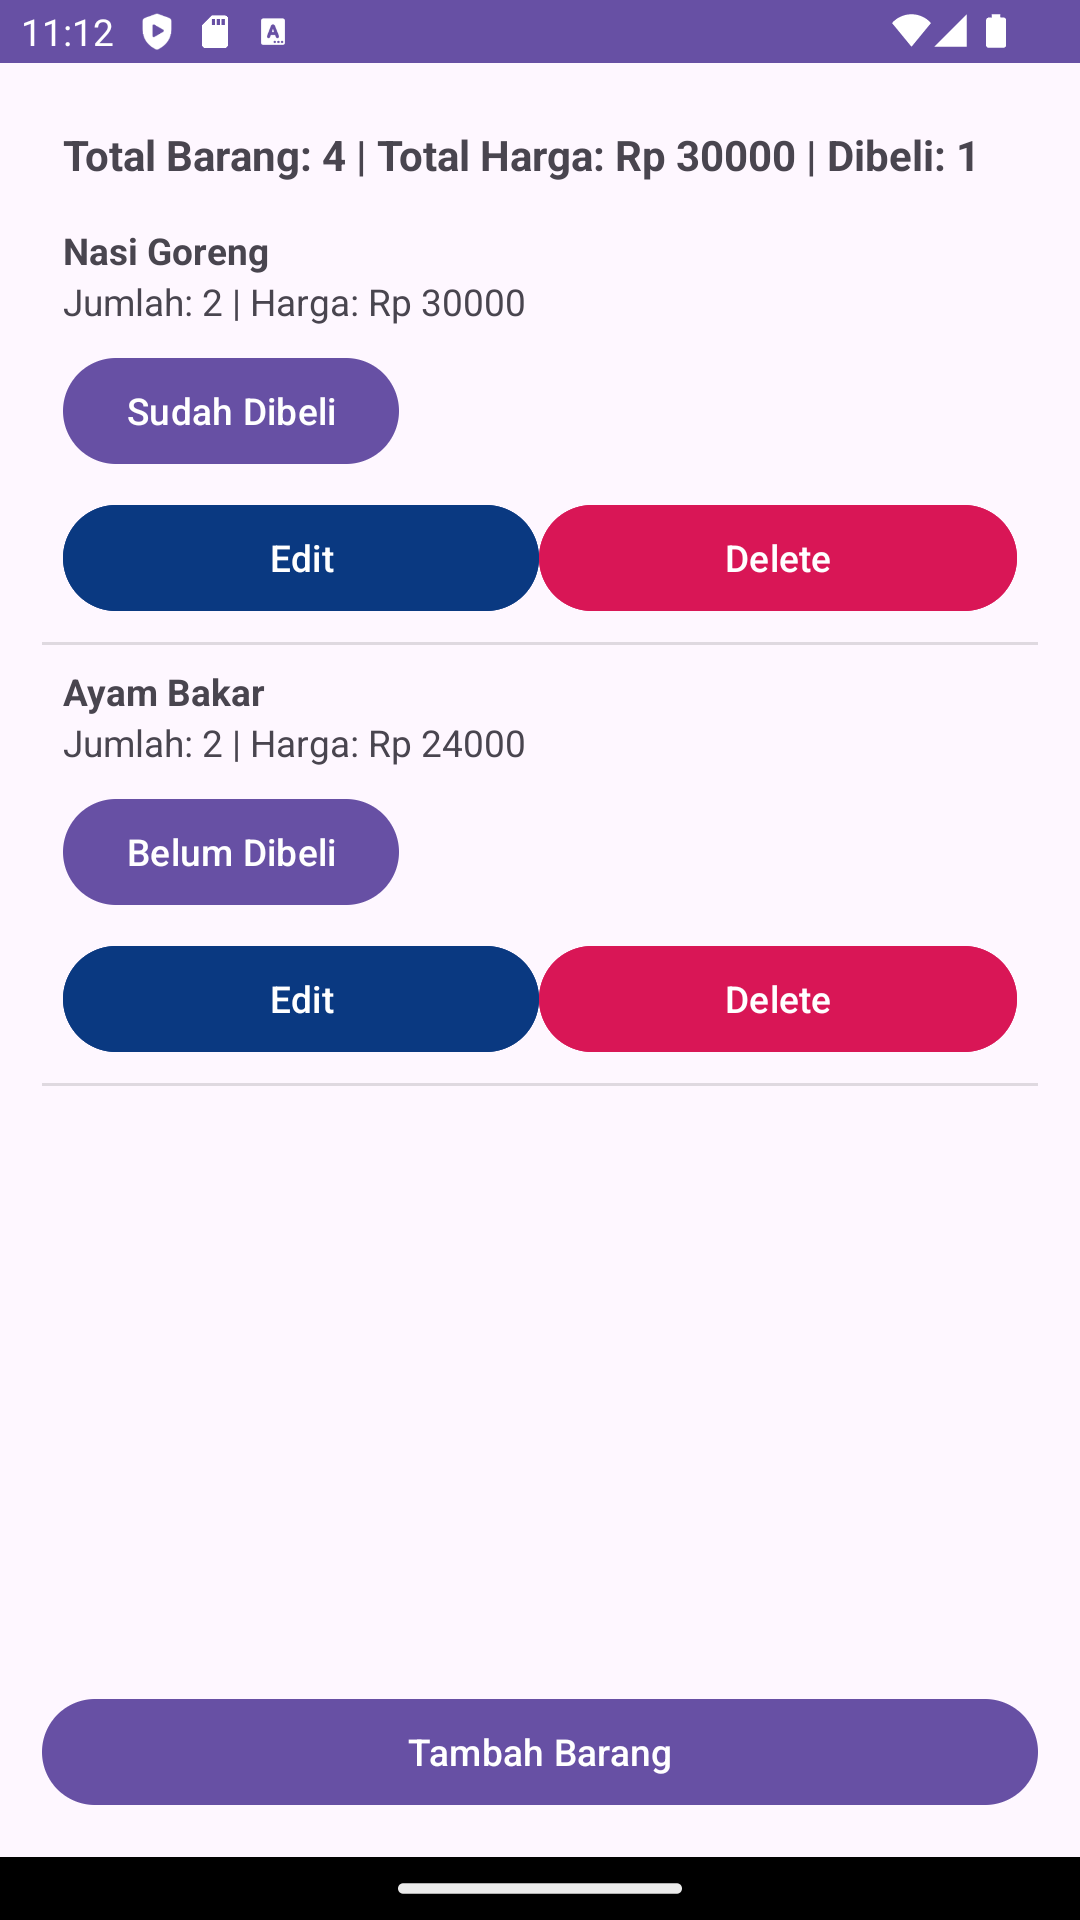 11:12
Total Barang: 4 | Total Harga: Rp 30000 | Dibeli: 1
Nasi Goreng
Jumlah: 2 | Harga: Rp 30000
Sudah Dibeli
Edit Delete
Ayam Bakar
Jumlah: 2 | Harga: Rp 24000
Belum Dibeli
Edit Delete
Tambah Barang